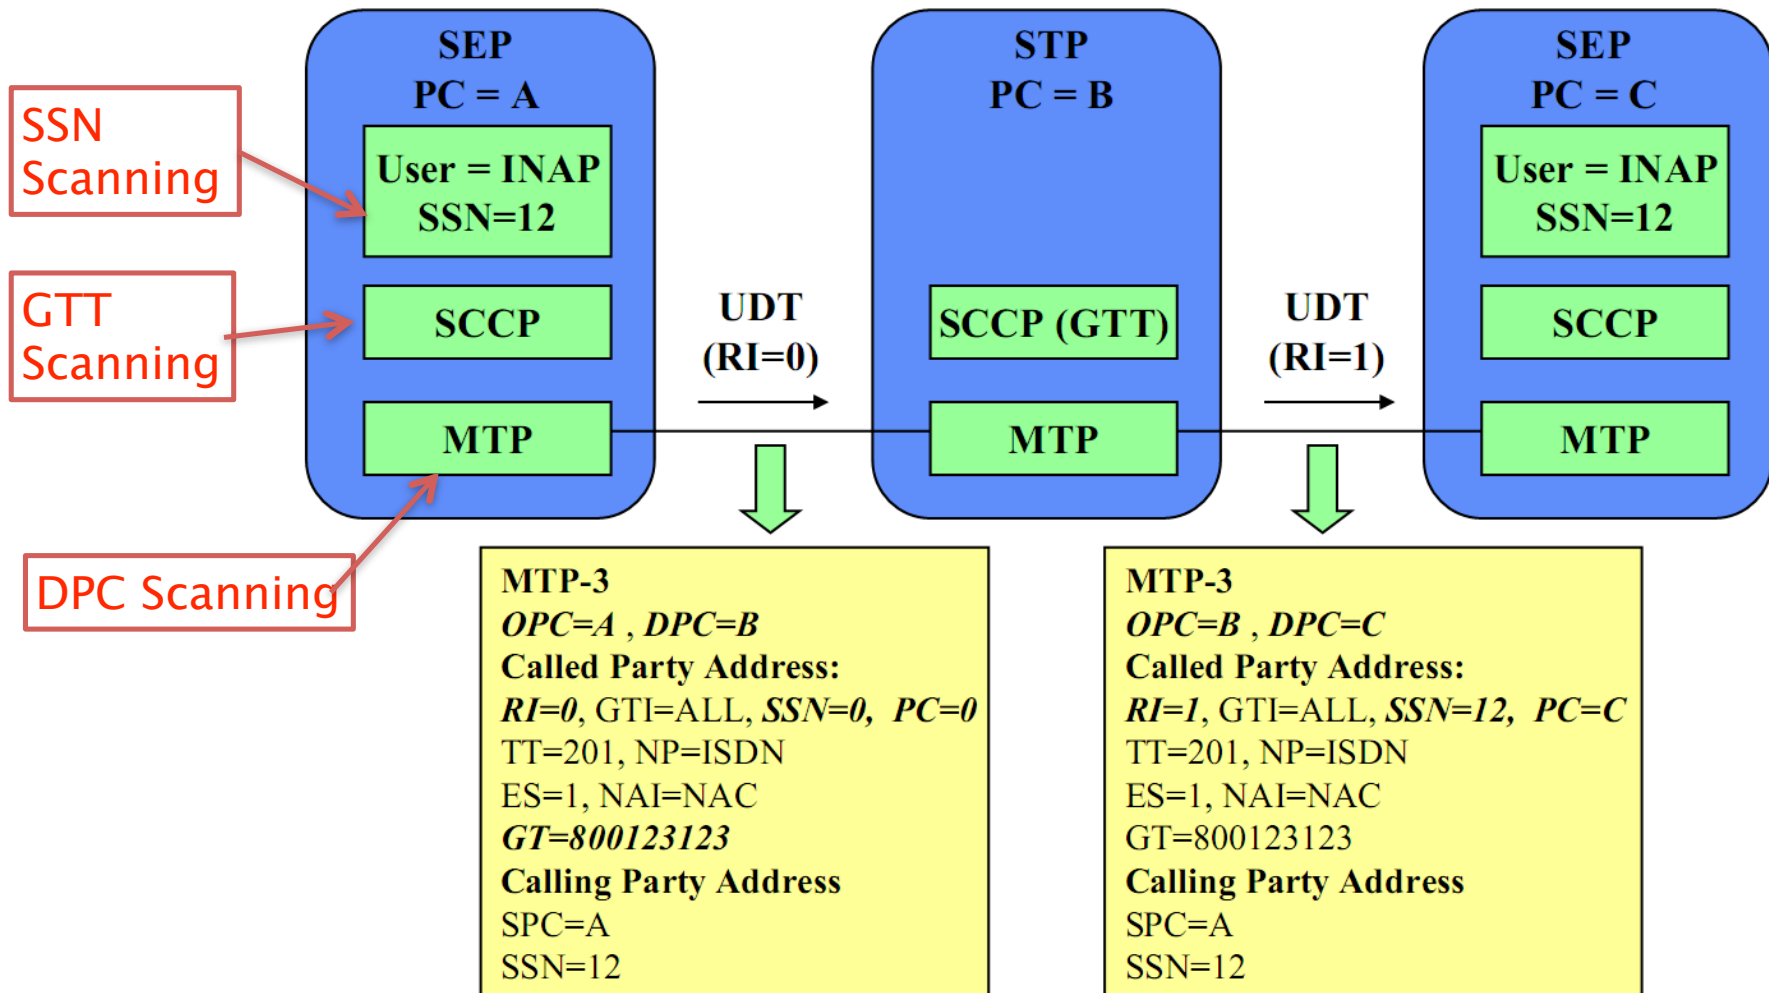 SSN
Scanning
GTT
Scanning
DPC Scanning
SEP
PC = A
User = INAP
SSN=12
SCCP
MTP
UDT
(RI=0)
STP
PC = B
SCCP (GTT)
MTP
UDT
(RI=1)
SEP
PC = C
User = INAP
SSN=12
SCCP
MTP
MTP-3
OPC=A , DPC=B
Called Party Address:
RI=0, GTI=ALL, SSN=0, PC=0
TT=201, NP=ISDN
ES=1, NAI=NAC
GT=800123123
Calling Party Address
SPC=A
SSN=12
MTP-3
OPC=B , DPC=C
Called Party Address:
RI=1, GTI=ALL, SSN=12, PC=C
TT=201, NP=ISDN
ES=1, NAI=NAC
GT=800123123
Calling Party Address
SPC=A
SSN=12